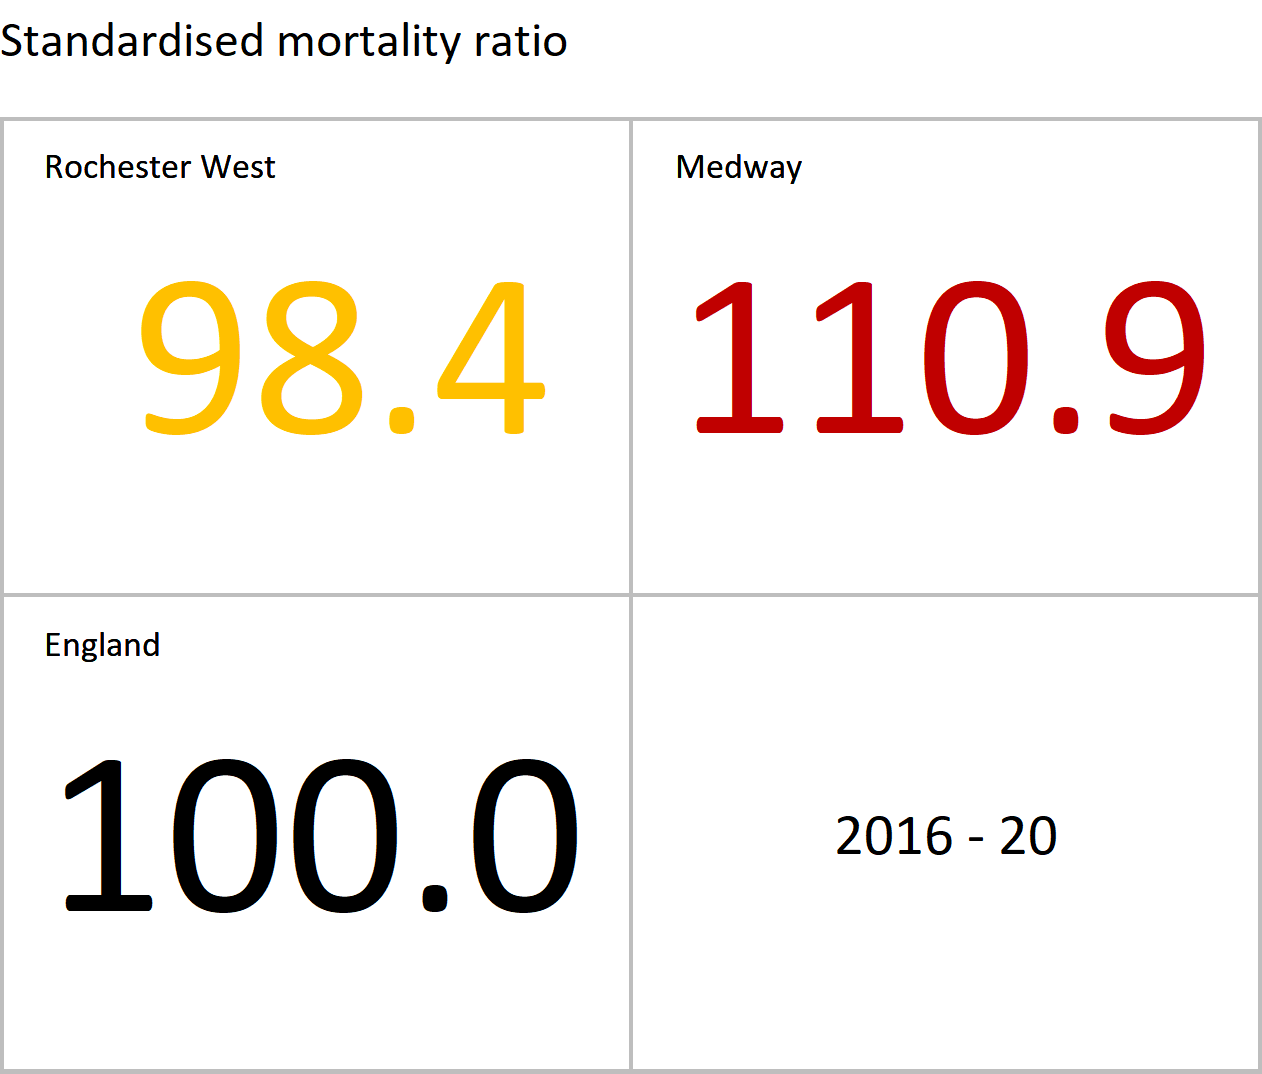 Standardised mortality ratio
Rochester West
98.4
Medway
110.9
England
100.0
2016 - 20